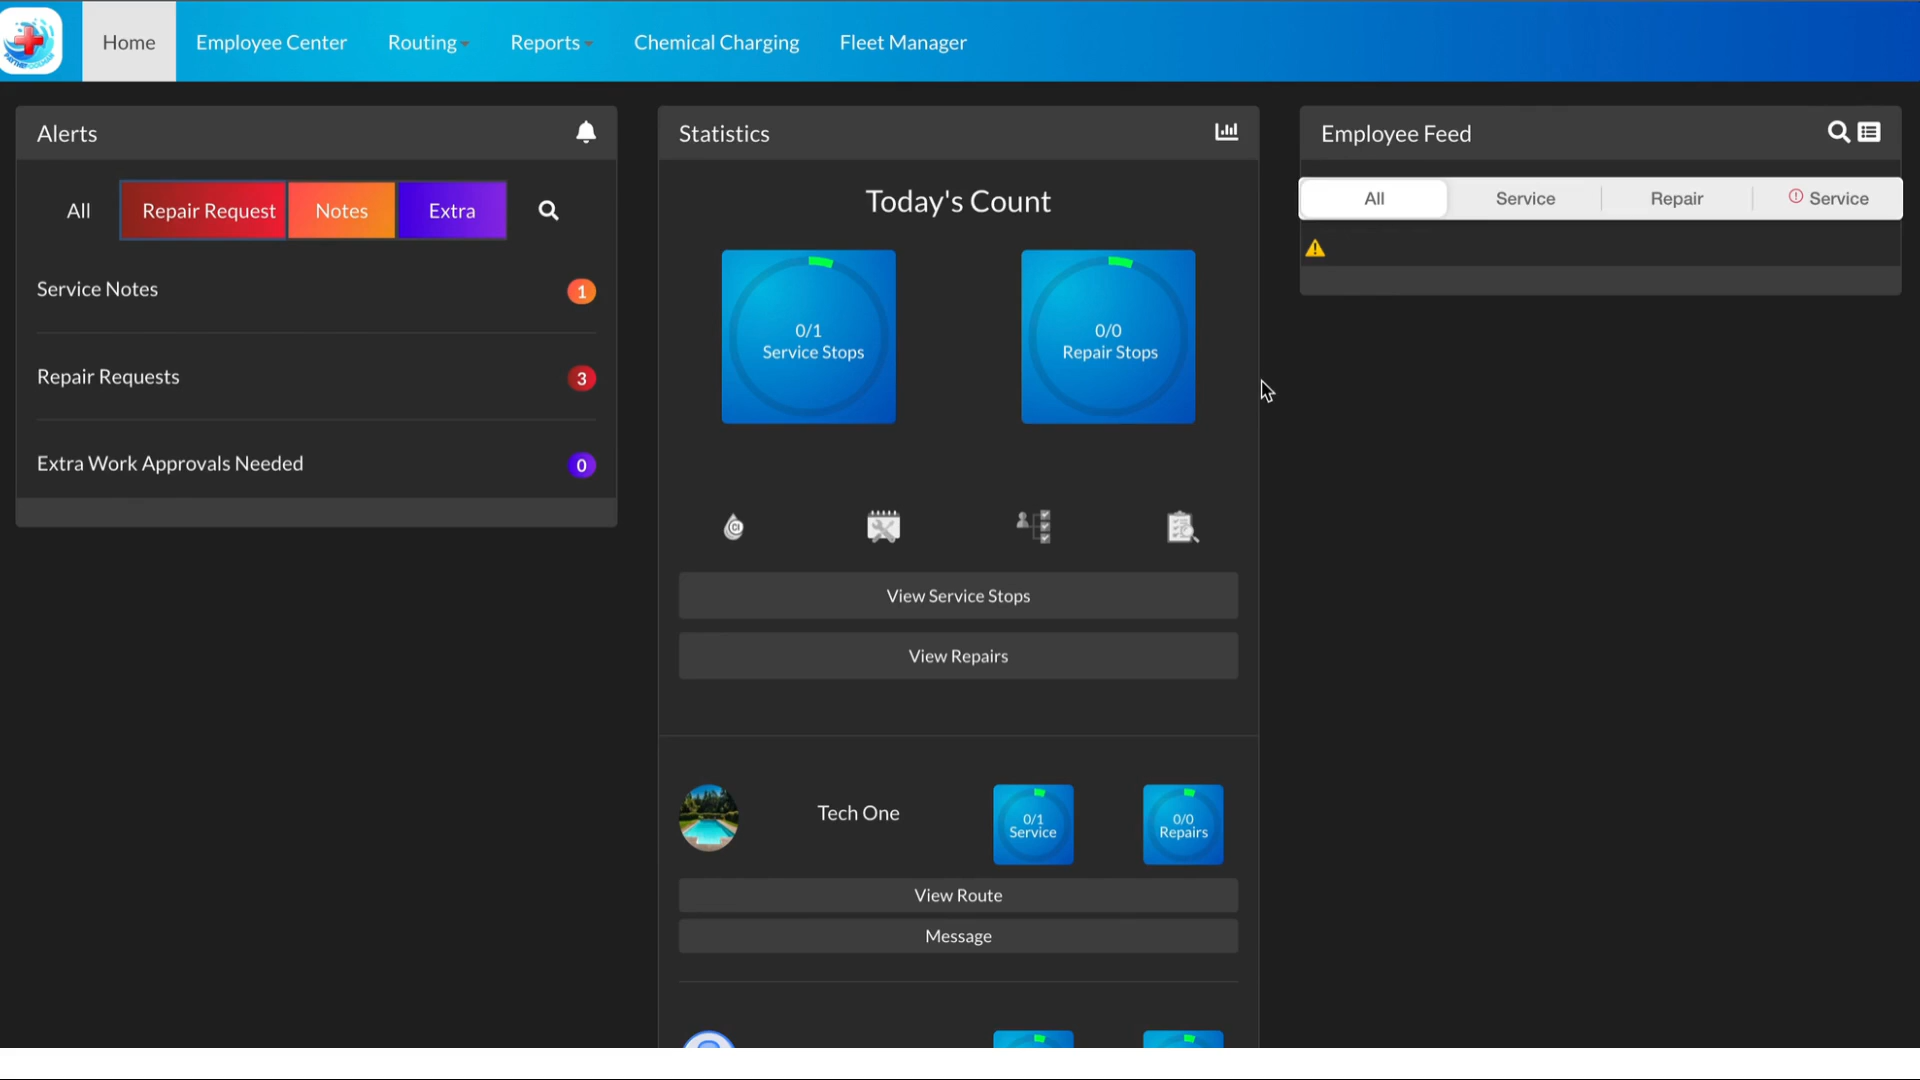 Home
Employee Center
Routing
Reports
Chemical Charging
Fleet Manager
Alerts
All
Repair Request
Notes
Extra
Service Notes
1
Repair Requests
3
Extra Work Approvals Needed
0
Statistics
Today's Count
0/1
Service Stops
0/0
Repair Stops
Cl
View Service Stops
View Repairs
Tech One
0/1
Service
0/0
Repairs
View Route
Message
Employee Feed
All
Service
Repair
Service